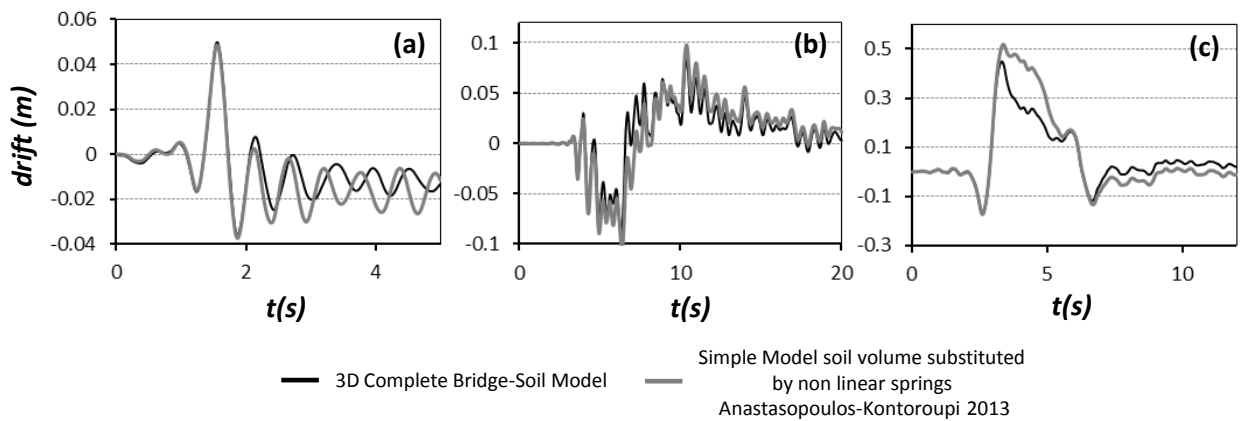 0.06
0.04
0.02
0
-0.02
-0.04
0
2
4
(a)
drift (m)
t(s)
0.1
0.05
0
-0.05
-0.1
0
10
20
(b)
t(s)
0.5
0.3
0.1
-0.1
-0.3
0
5
10
(c)
t(s)
3D Complete Bridge-Soil Model
Simple Model soil volume substituted
by non linear springs
Anastasopoulos-Kontoroupi 2013